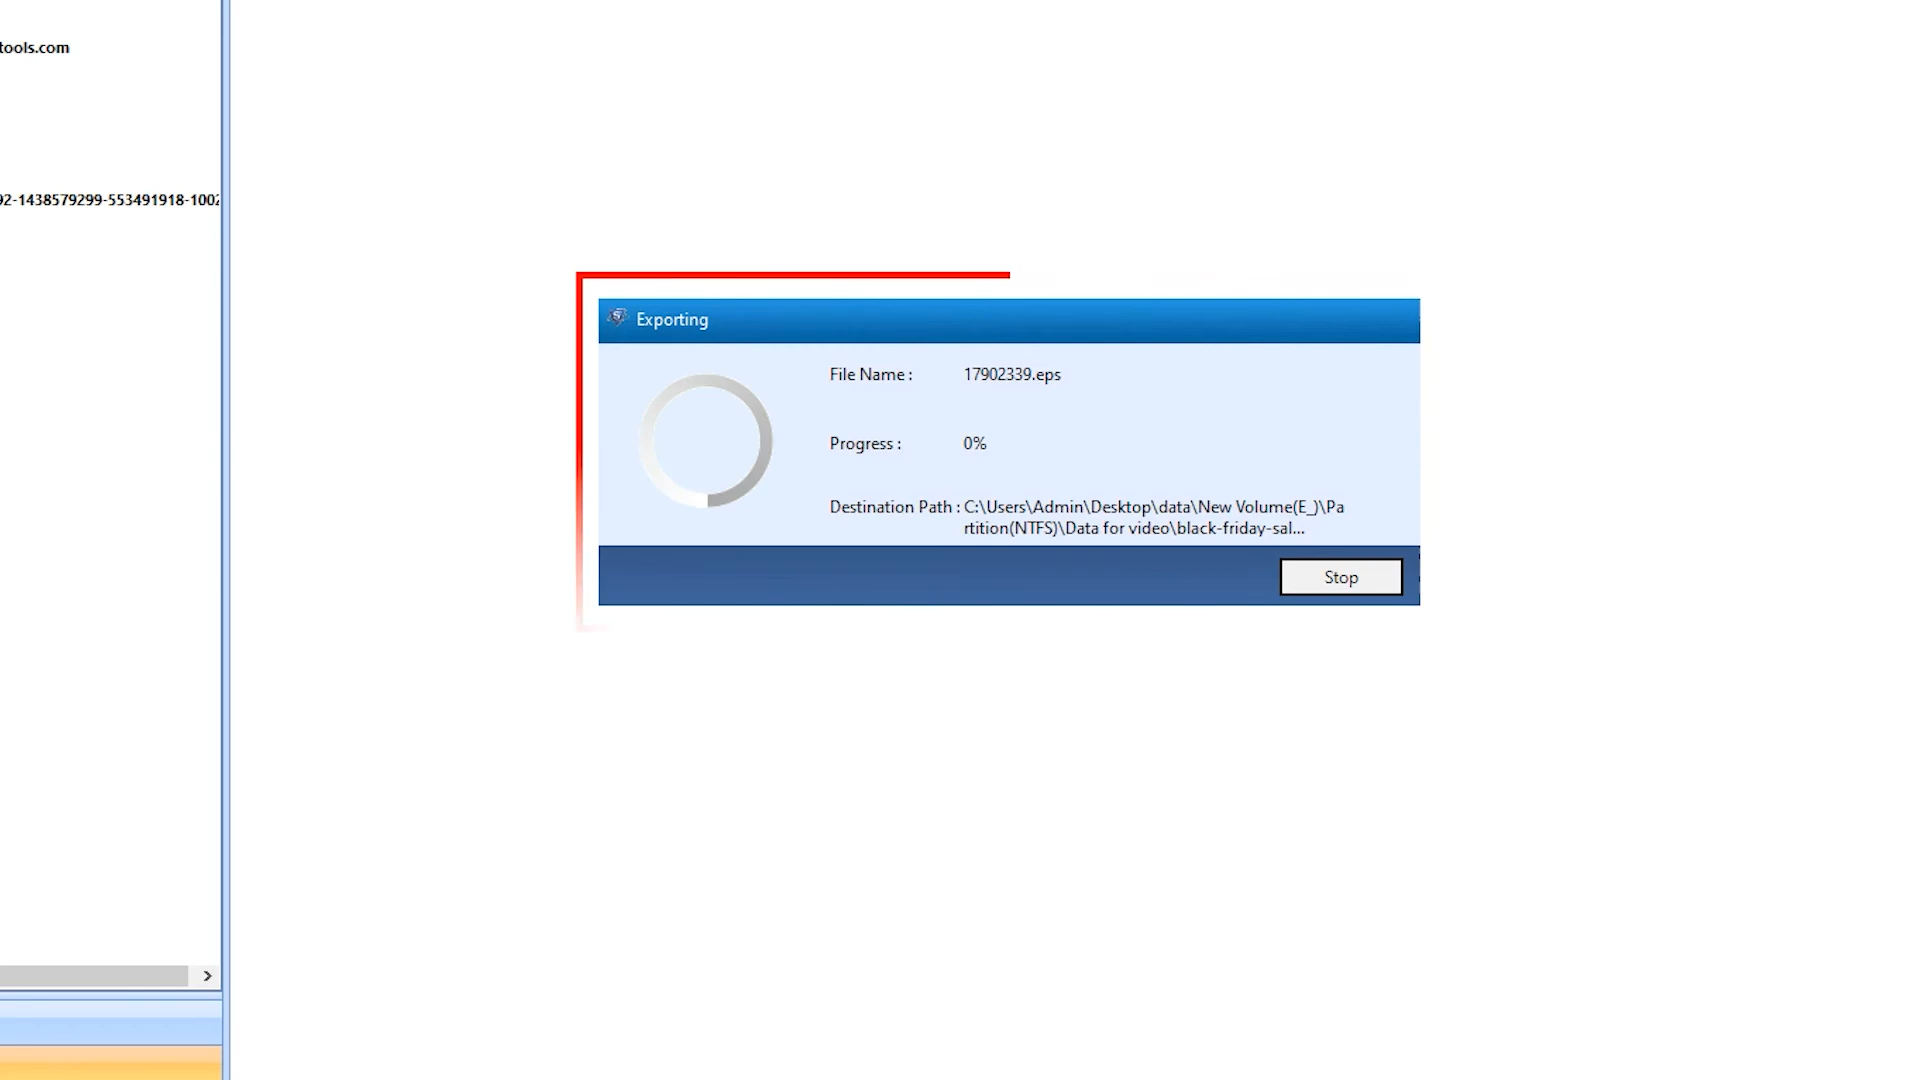 tools.com
92-1438579299-553491918-1002
Exporting
File Name : 17902339.eps
Progress : 0%
Destination Path : C:\Users\Admin\Desktop\data\New Volume(E_)\Pa
rtition(NTFS)\Data for video\black-friday-sal...
Stop